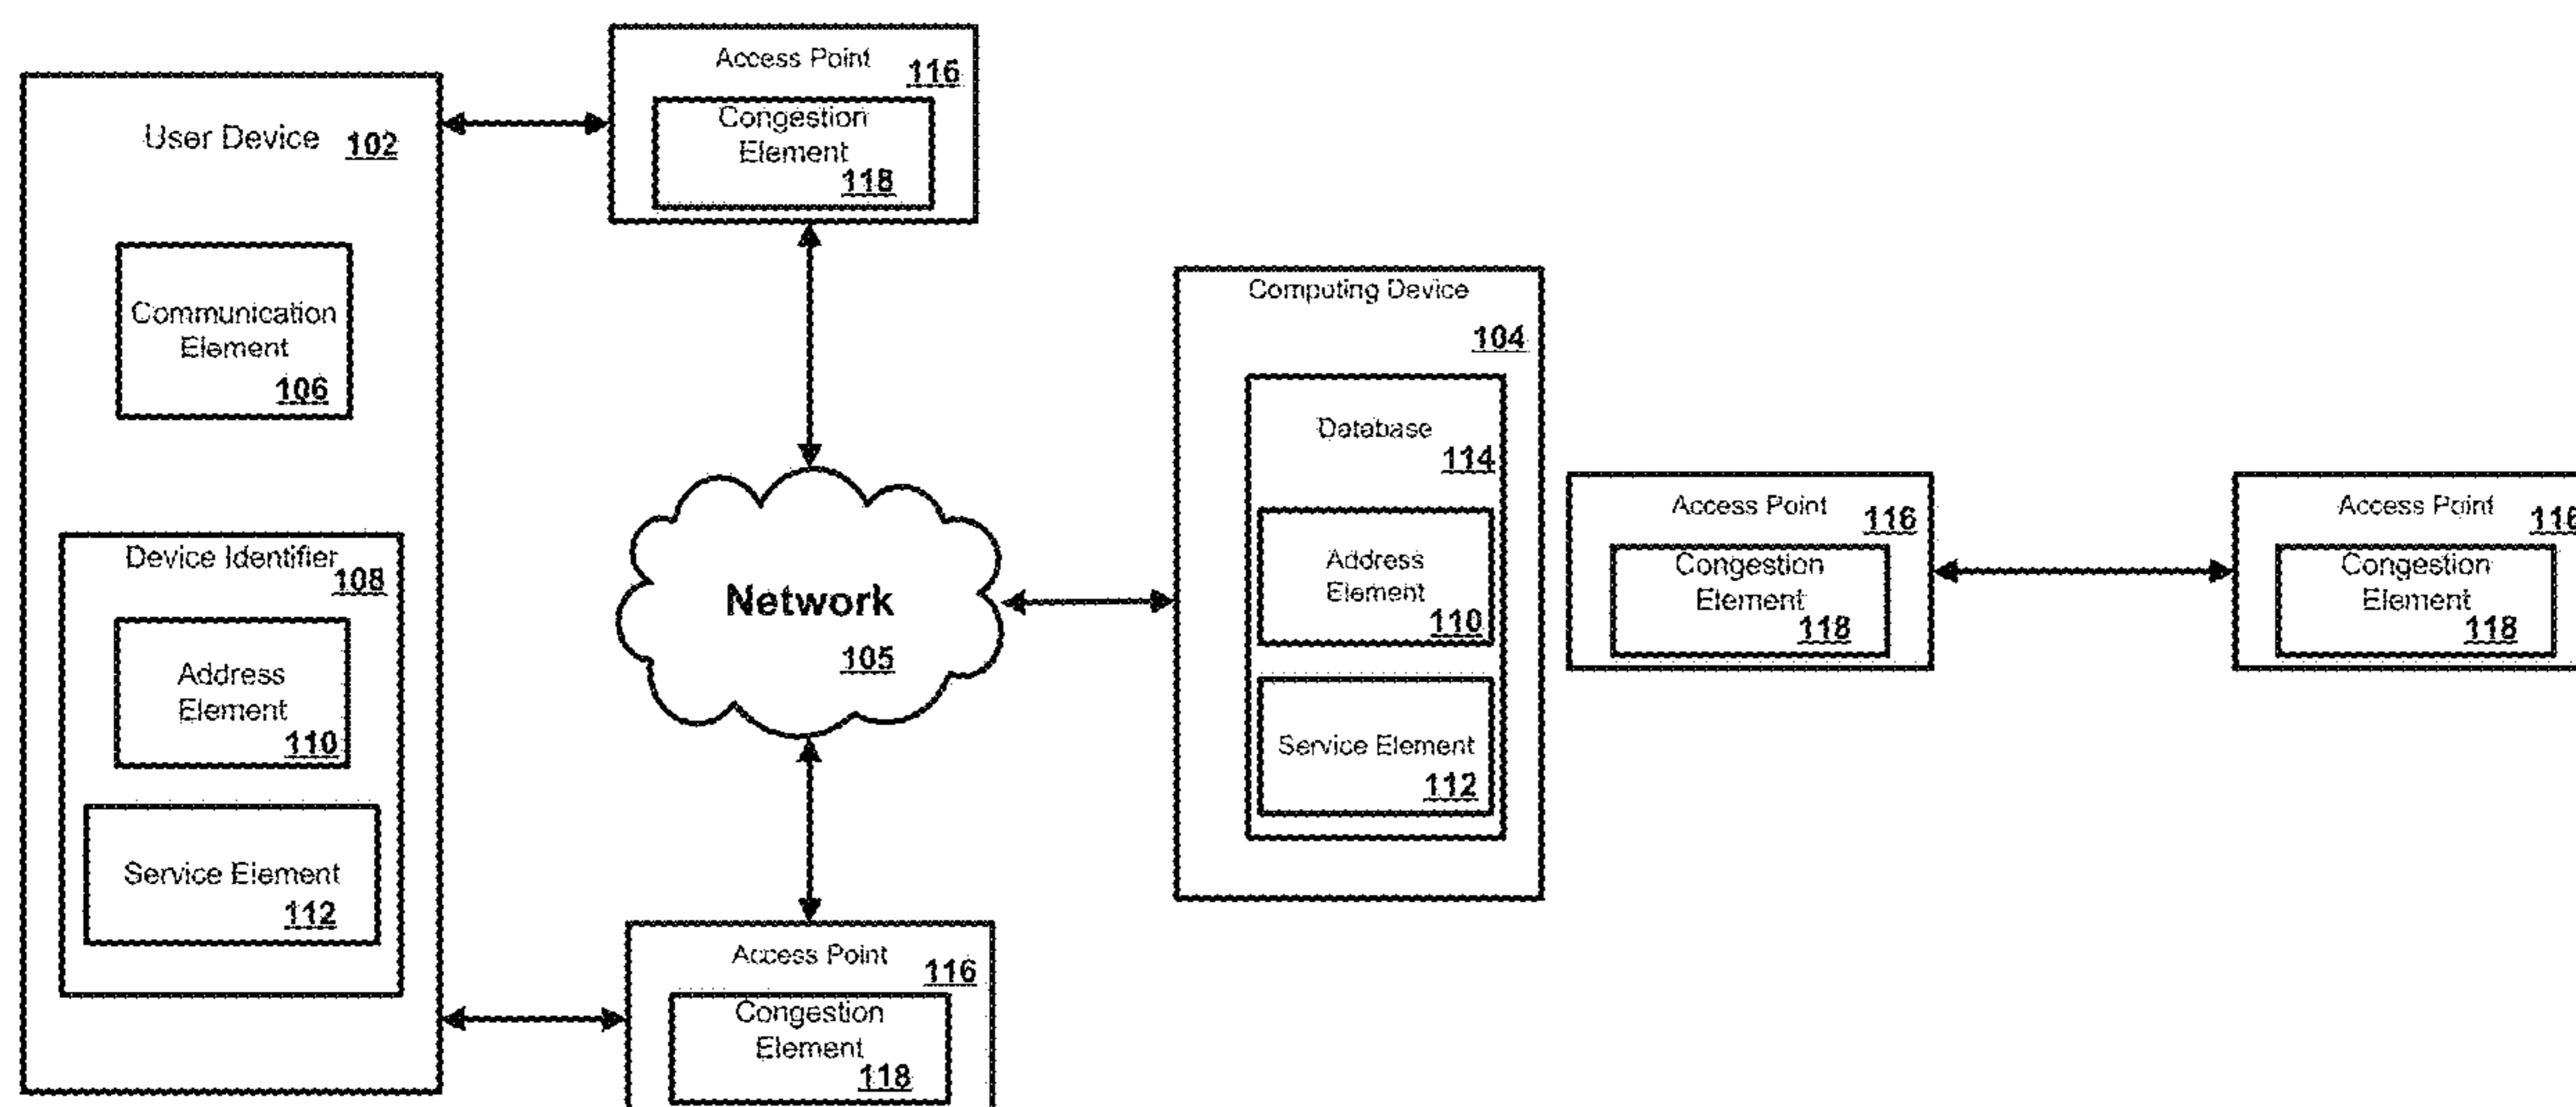 User Device 102
Communication
Element
106
Device Identifier
108
Address
Element
110
Service Element
112
Access Point
116
Congestion
Element
118
Network
105
Access Point
116
Congestion
Element
118
Computing Device
104
Database
114
Address
Element
110
Service Element
112
Access Point
116
Congestion
Element
118
Access Point
116
Congestion
Element
118